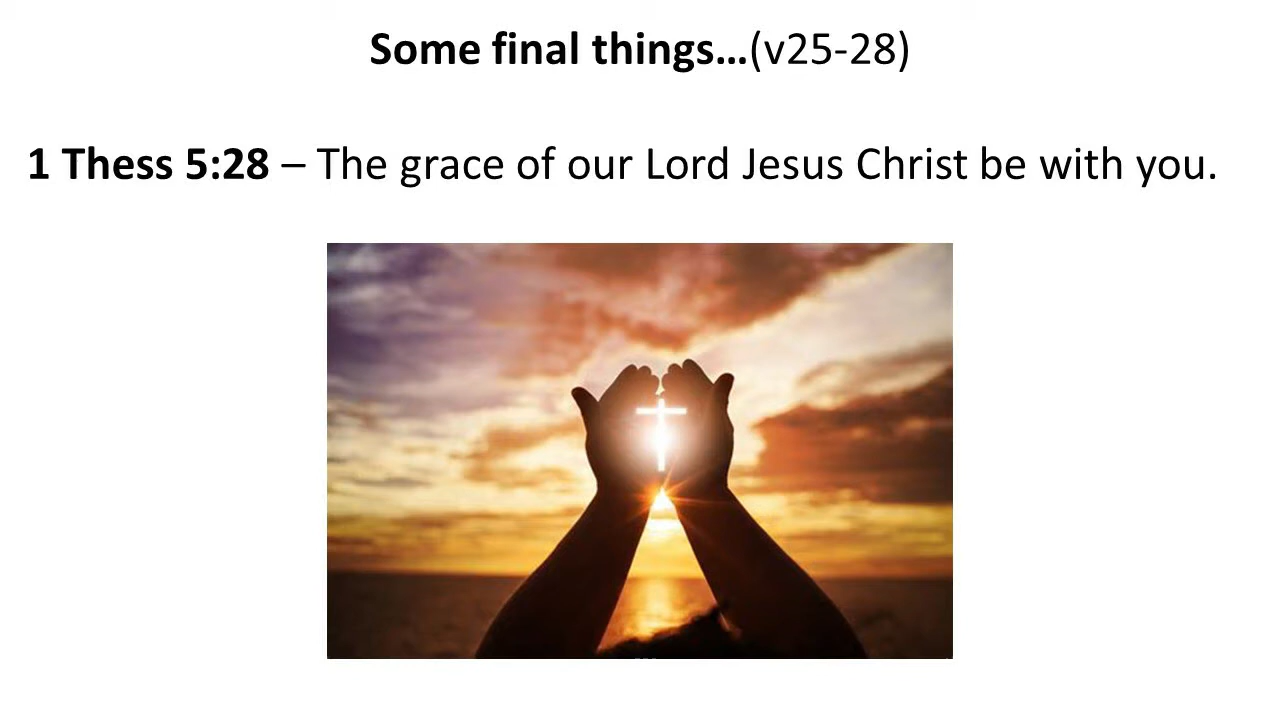 Some final things…(v25-28)
1 Thess 5:28 – The grace of our Lord Jesus Christ be with you.